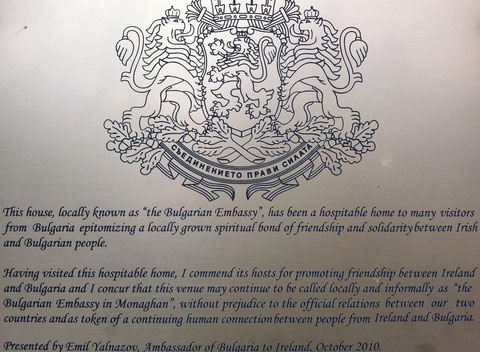 СЪЕДИНЕНИЕТО ПРАВИ СИЛАТА
This house, locally known as "the Bulgarian Embassy", has been a hospitable home to many visitors
from Bulgaria epitomizing a locally grown spiritual bond of friendship and solidarity between Irish
and Bulgarian people.
Having visited this hospitable home, I commend its hosts for promoting friendship between Ireland
and Bulgaria and I concur that this venue may continue to be called locally and informally as "the
Bulgarian Embassy in Monaghan", without prejudice to the official relations between our two
countries and as token of a continuing human connection between people from Ireland and Bulgaria.
Presented by Emil Yalnazov, Ambassador of Bulgaria to Ireland, October 2010.